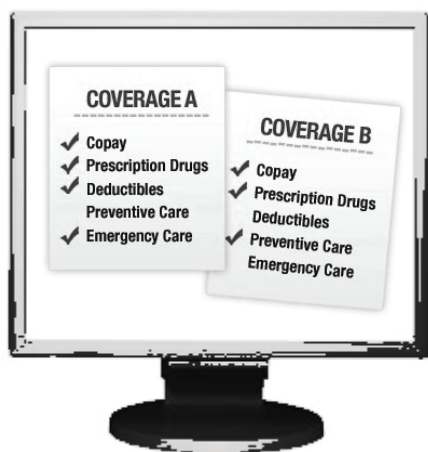 COVERAGE A
✔ Copay
✔ Prescription Drugs
✔ Deductibles
Preventive Care
✔ Emergency Care
COVERAGE B
✔ Copay
✔ Prescription Drugs
Deductibles
✔ Preventive Care
Emergency Care